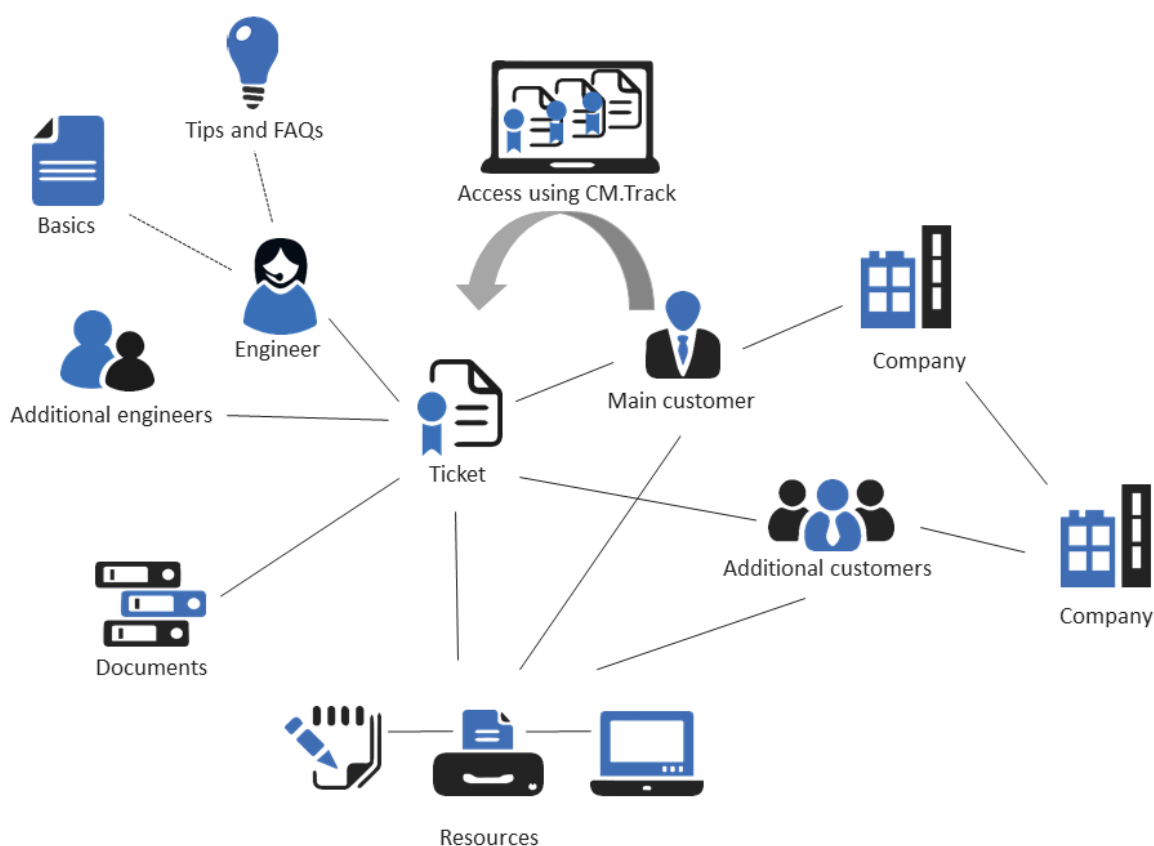 Tips and FAQs
Access using CM.Track
Basics
Engineer
Company
Additional engineers
Main customer
Ticket
Additional customers
Company
Documents
Resources